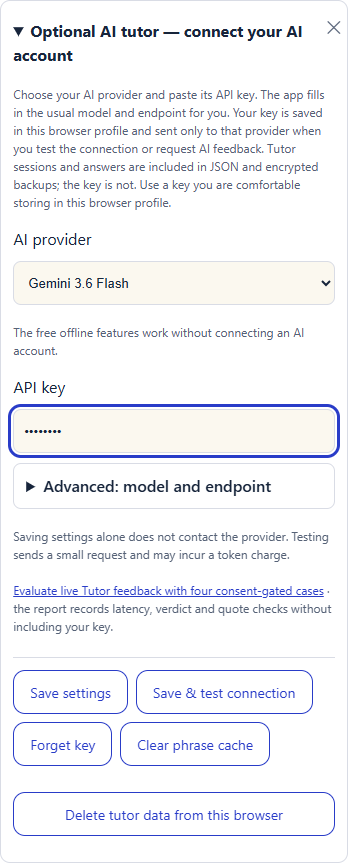 ▼ Optional AI tutor — connect your AI
account
Choose your AI provider and paste its API key. The app fills
in the usual model and endpoint for you. Your key is saved
in this browser profile and sent only to that provider when
you test the connection or request AI feedback. Tutor
sessions and answers are included in JSON and encrypted
backups; the key is not. Use a key you are comfortable
storing in this browser profile.
AI provider
Gemini 3.6 Flash
The free offline features work without connecting an AI
account.
API key
••••••••
▶ Advanced: model and endpoint
Saving settings alone does not contact the provider. Testing
sends a small request and may incur a token charge.
Evaluate live Tutor feedback with four consent-gated cases ·
the report records latency, verdict and quote checks without
including your key.
Save settings
Save & test connection
Forget key
Clear phrase cache
Delete tutor data from this browser